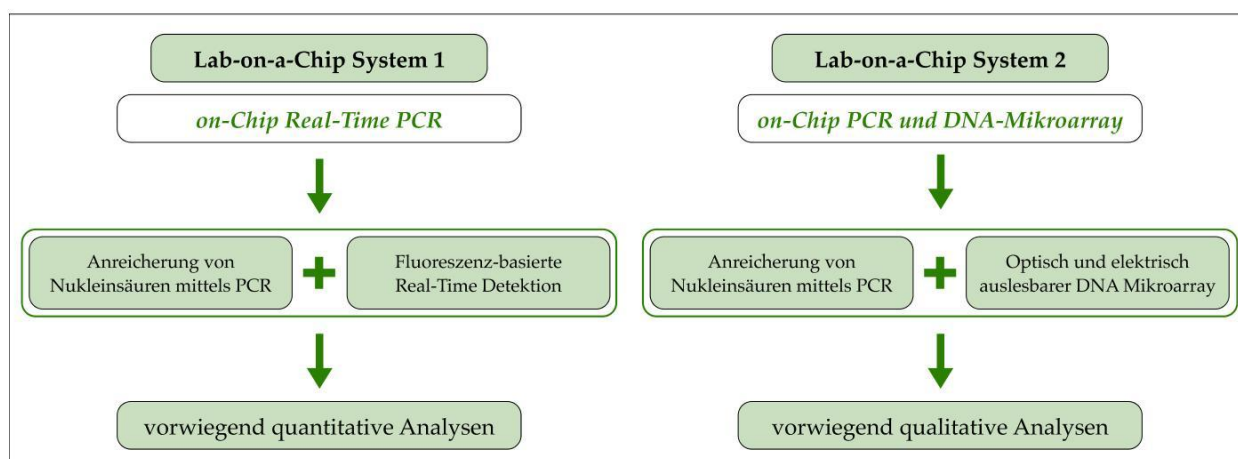 Lab-on-a-Chip System 1
on-Chip Real-Time PCR
Anreicherung von
Nukleinsäuren mittels PCR
Fluoreszenz-basierte
Real-Time Detektion
vorwiegend quantitative Analysen
Lab-on-a-Chip System 2
on-Chip PCR und DNA-Mikroarray
Anreicherung von
Nukleinsäuren mittels PCR
Optisch und elektrisch
auslesbarer DNA Mikroarray
vorwiegend qualitative Analysen